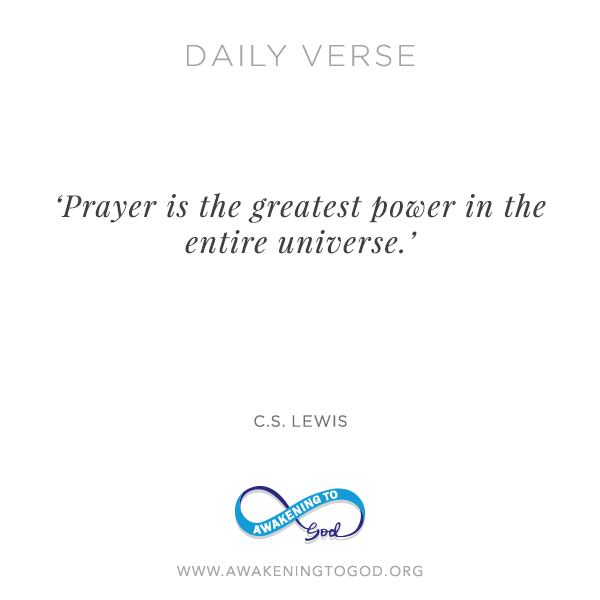 DAILY VERSE
‘Prayer is the greatest power in the
entire universe.’
C.S. LEWIS
AWAKENING TO
God
WWW.AWAKENINGTOGOD.ORG